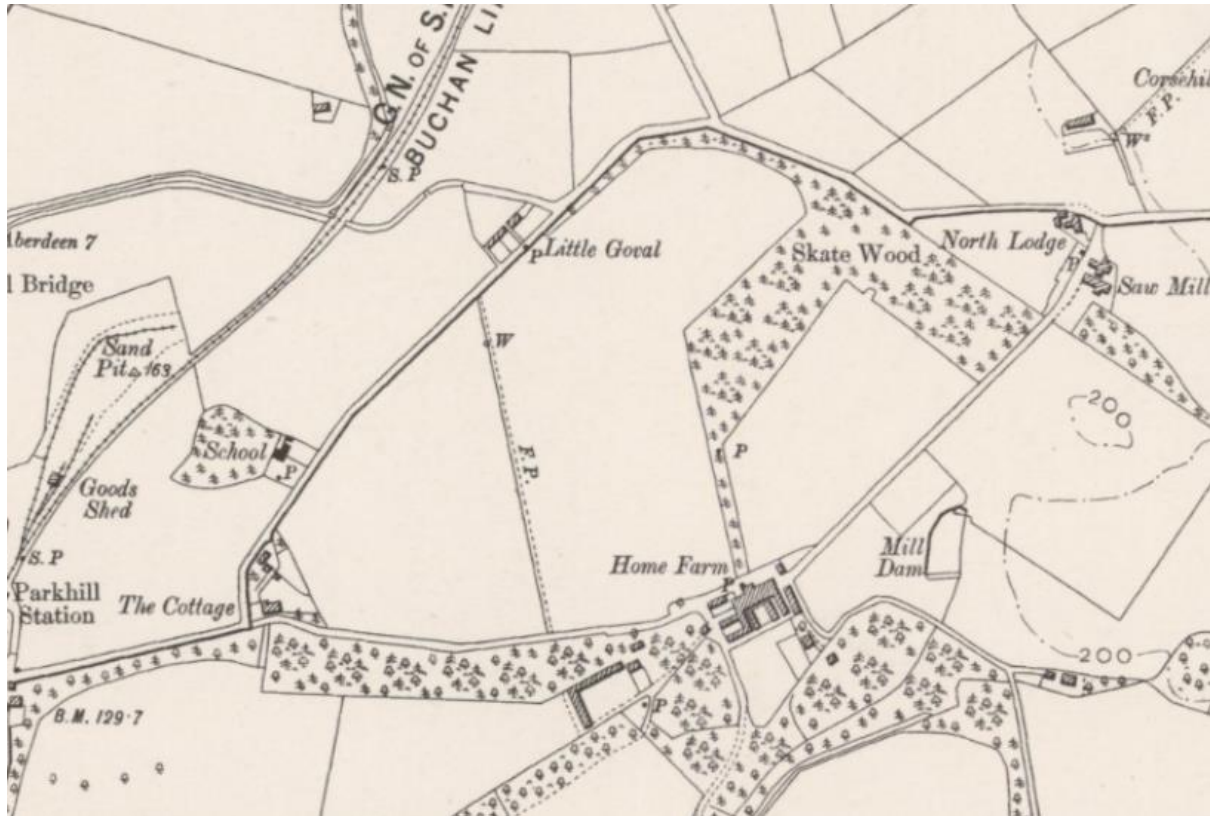 G.N. OF S.
BUCHAN LI
Corsehil
F.P.
Ws
S.P
Aberdeen 7
l Bridge
P
Little Goval
Skate Wood
North Lodge
P
Saw Mill
W
Sand
Pit 163.
200
School
P
P
F.P.
Goods
Shed
S.P
Mill
Dam
Home Farm
P
Parkhill
Station
The Cottage
200
B.M. 129·7
P